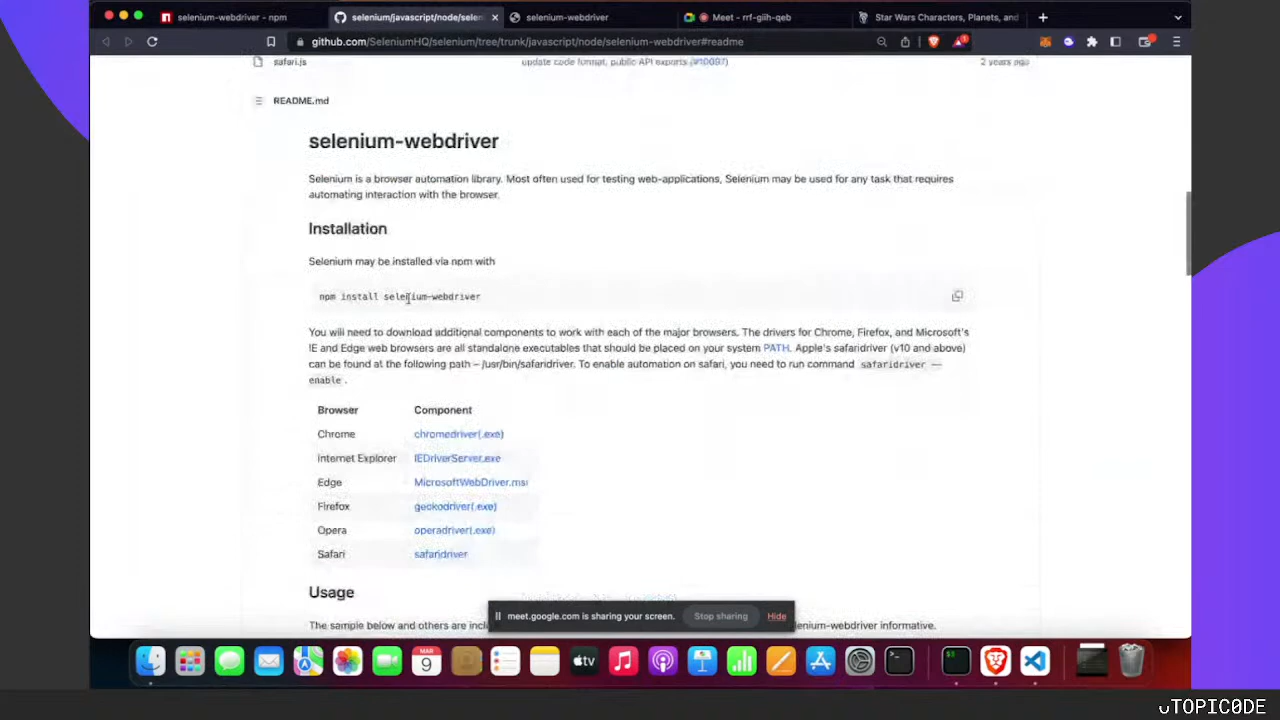 selenium-webdriver - npm
selenium/javascript/node/selen
selenium-webdriver
Meet - rrf-giih-qeb
Star Wars Characters, Planets, and
github.com/SeleniumHQ/selenium/tree/trunk/javascript/node/selenium-webdriver#readme
safari.js
update code format, public API exports (#10097)
2 years ago
README.md
selenium-webdriver
Selenium is a browser automation library. Most often used for testing web-applications, Selenium may be used for any task that requires
automating interaction with the browser.
Installation
Selenium may be installed via npm with
npm install selenium-webdriver
You will need to download additional components to work with each of the major browsers. The drivers for Chrome, Firefox, and Microsoft's
IE and Edge web browsers are all standalone executables that should be placed on your system PATH. Apple's safaridriver (v10 and above)
can be found at the following path – /usr/bin/safaridriver. To enable automation on safari, you need to run command safaridriver --
enable .
Browser Component
Chrome chromedriver(.exe)
Internet Explorer IEDriverServer.exe
Edge MicrosoftWebDriver.msi
Firefox geckodriver(.exe)
Opera operadriver(.exe)
Safari safaridriver
Usage
meet.google.com is sharing your screen. Stop sharing Hide
The sample below and others are inclu
lenium-webdriver informative.
MAR
9
tv
$$
>_
uTOPIC0DE